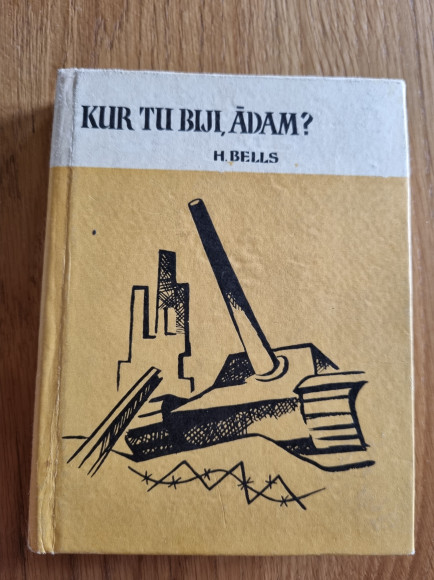 KUR TU BIJI, ĀDAM?
H. BELLS